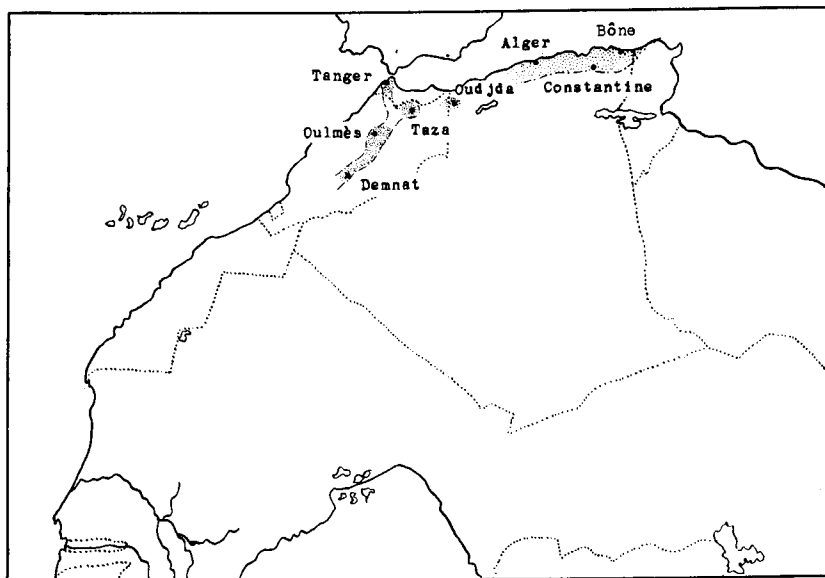 Bône
Alger
Tanger
Oudjda
Constantine
Oulmès
Taza
Demnat